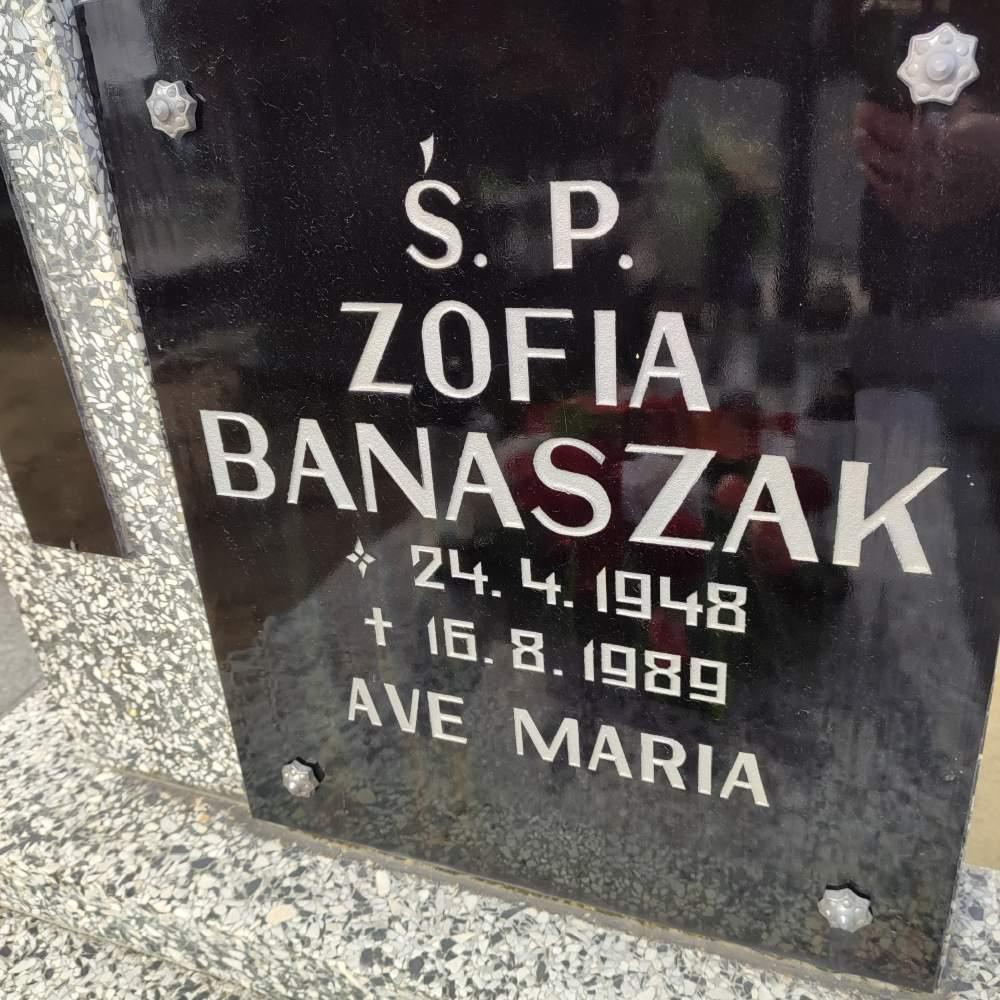 Ś. P.
ZOFIA
BANASZAK
24. 4. 1948
† 16. 8. 1989
AVE MARIA